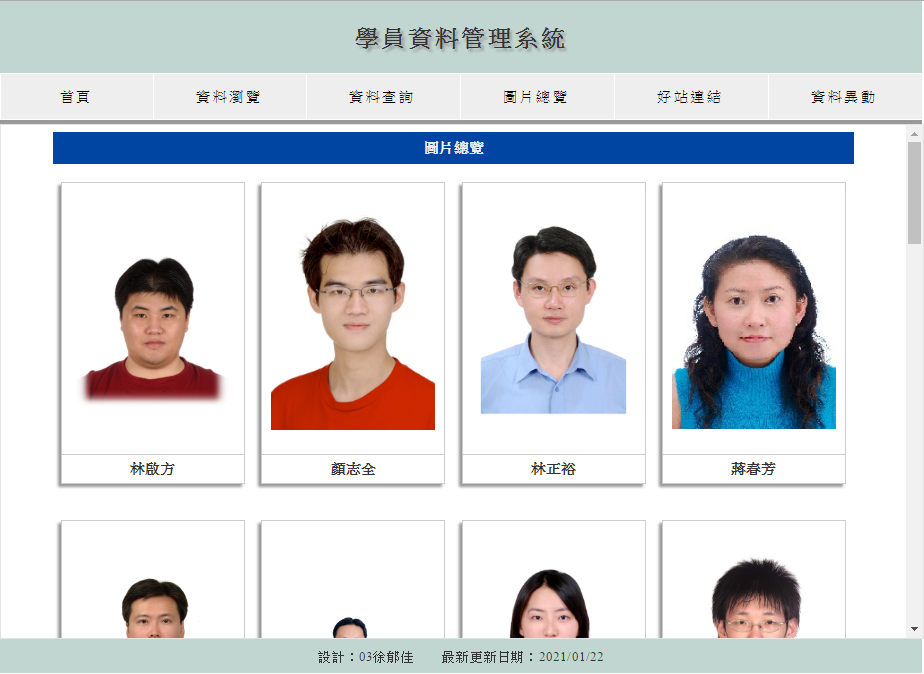 學員資料管理系統
首頁 資料瀏覽 資料查詢 圖片總覽 好站連結 資料異動
圖片總覽
林啟方 顏志全 林正裕 蔣春芳
設計：03徐郁佳 最新更新日期：2021/01/22